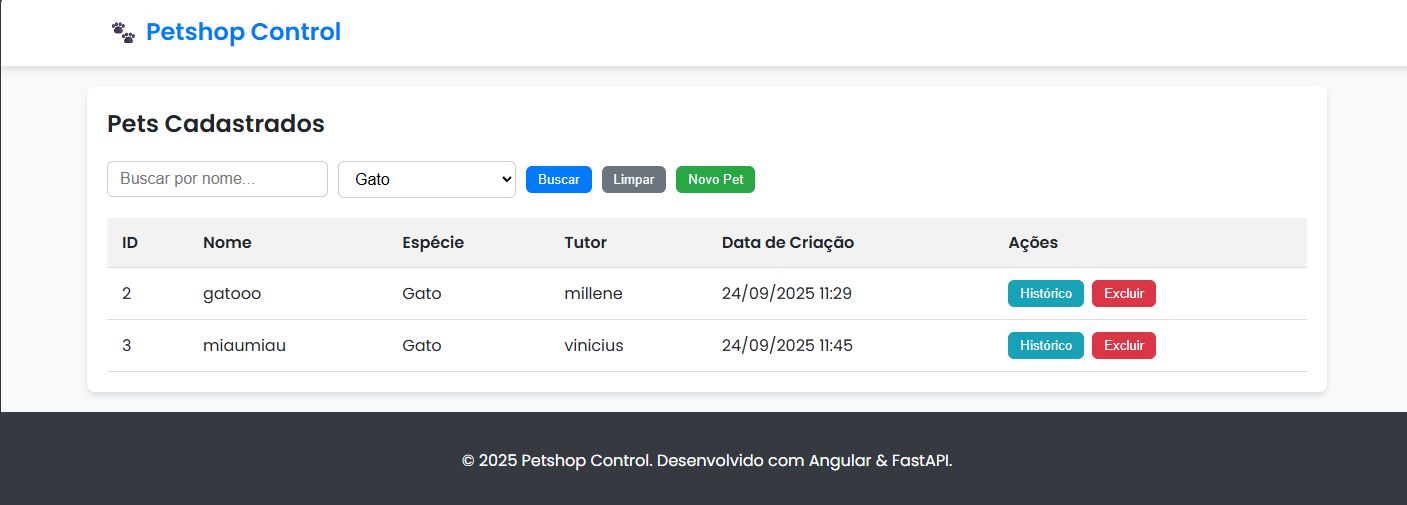 Petshop Control
Pets Cadastrados
Buscar por nome... Gato Buscar Limpar Novo Pet
ID Nome Espécie Tutor Data de Criação Ações
2 gatooo Gato millene 24/09/2025 11:29 Histórico Excluir
3 miaumiau Gato vinicius 24/09/2025 11:45 Histórico Excluir
© 2025 Petshop Control. Desenvolvido com Angular & FastAPI.